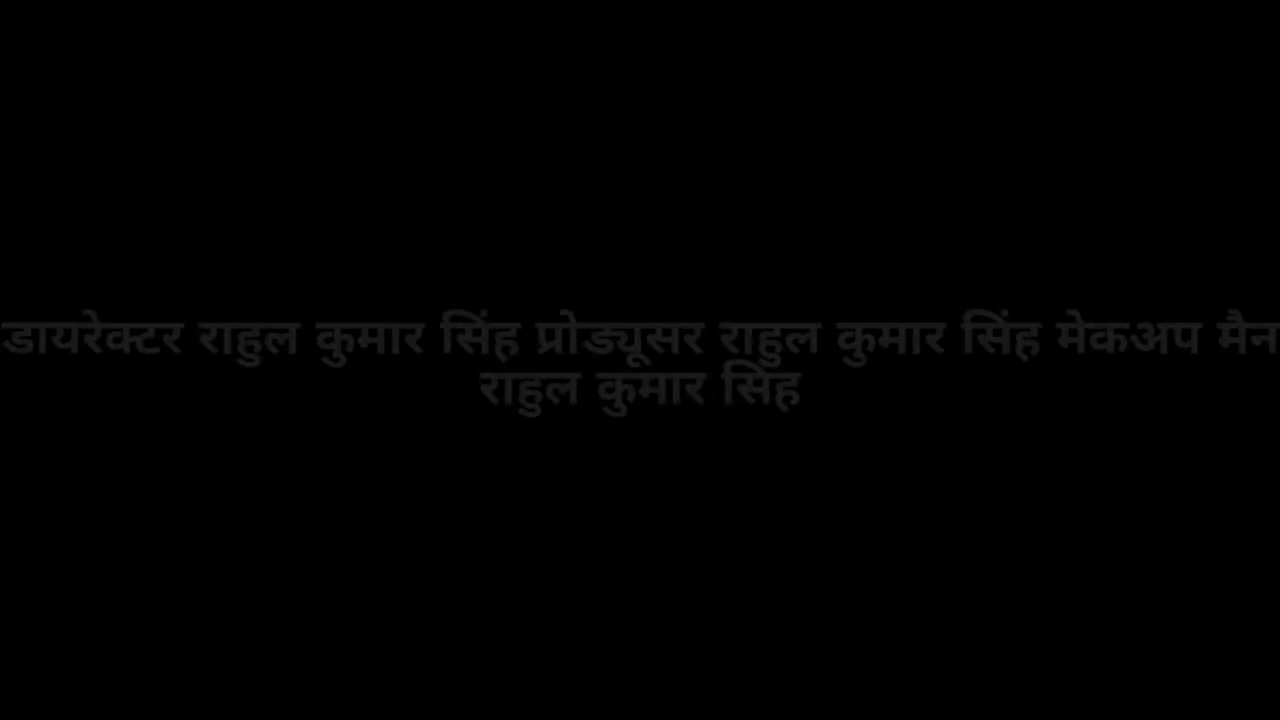 डायरेक्टर राहुल कुमार सिंह प्रोड्यूसर राहुल कुमार सिंह मेकअप मैन
राहुल कुमार सिंह